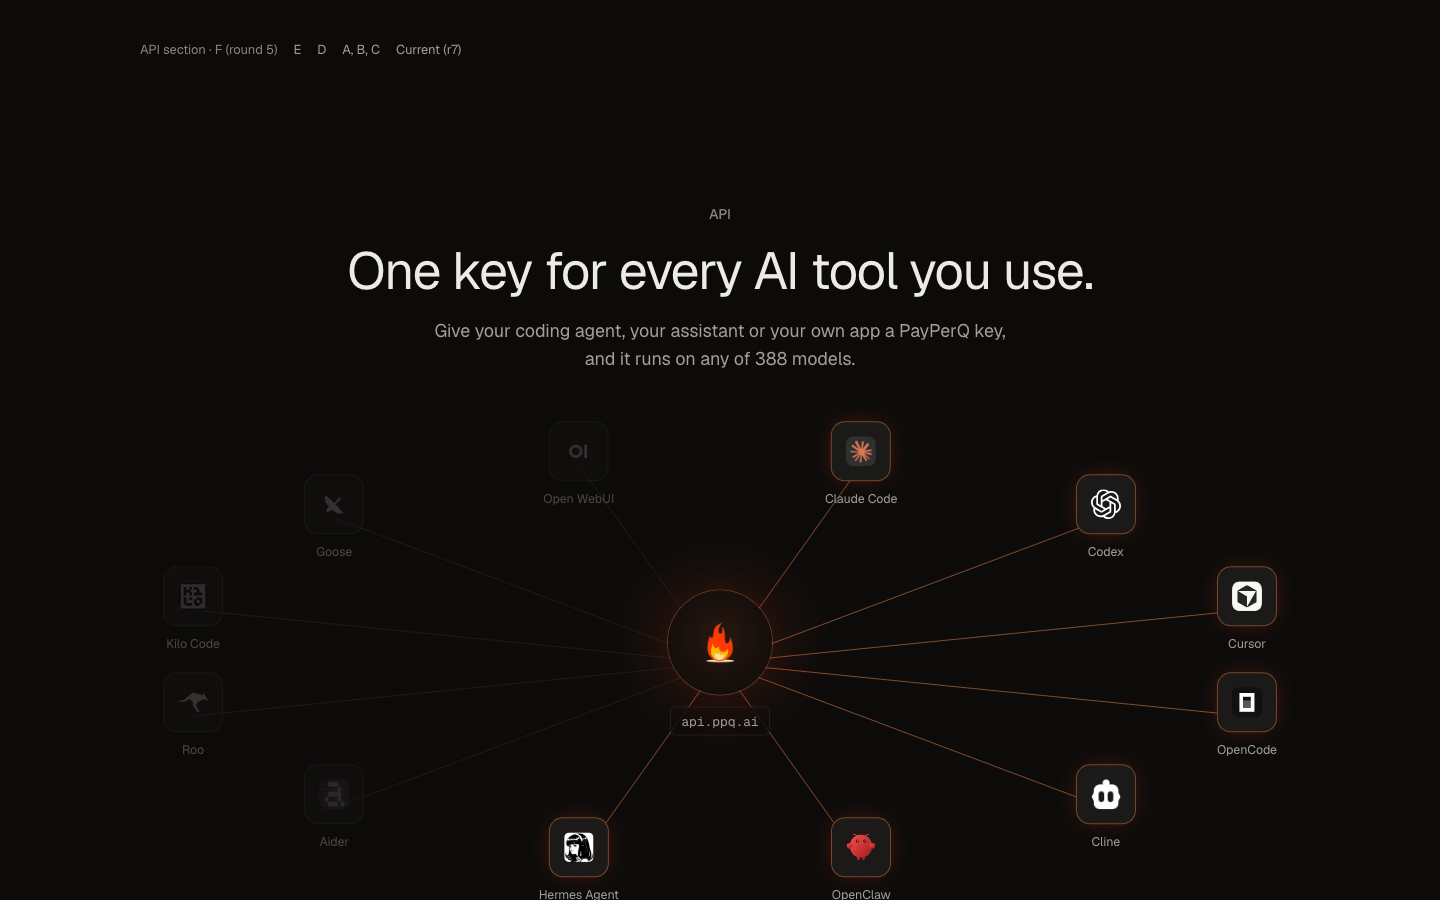 API section · F (round 5) E D A, B, C Current (r7)
API
One key for every AI tool you use.
Give your coding agent, your assistant or your own app a PayPerQ key,
and it runs on any of 388 models.
OI
Open WebUI
Claude Code
Goose
Codex
Kilo Code
Cursor
api.ppq.ai
Roo
OpenCode
a
Aider
Cline
Hermes Agent
OpenClaw